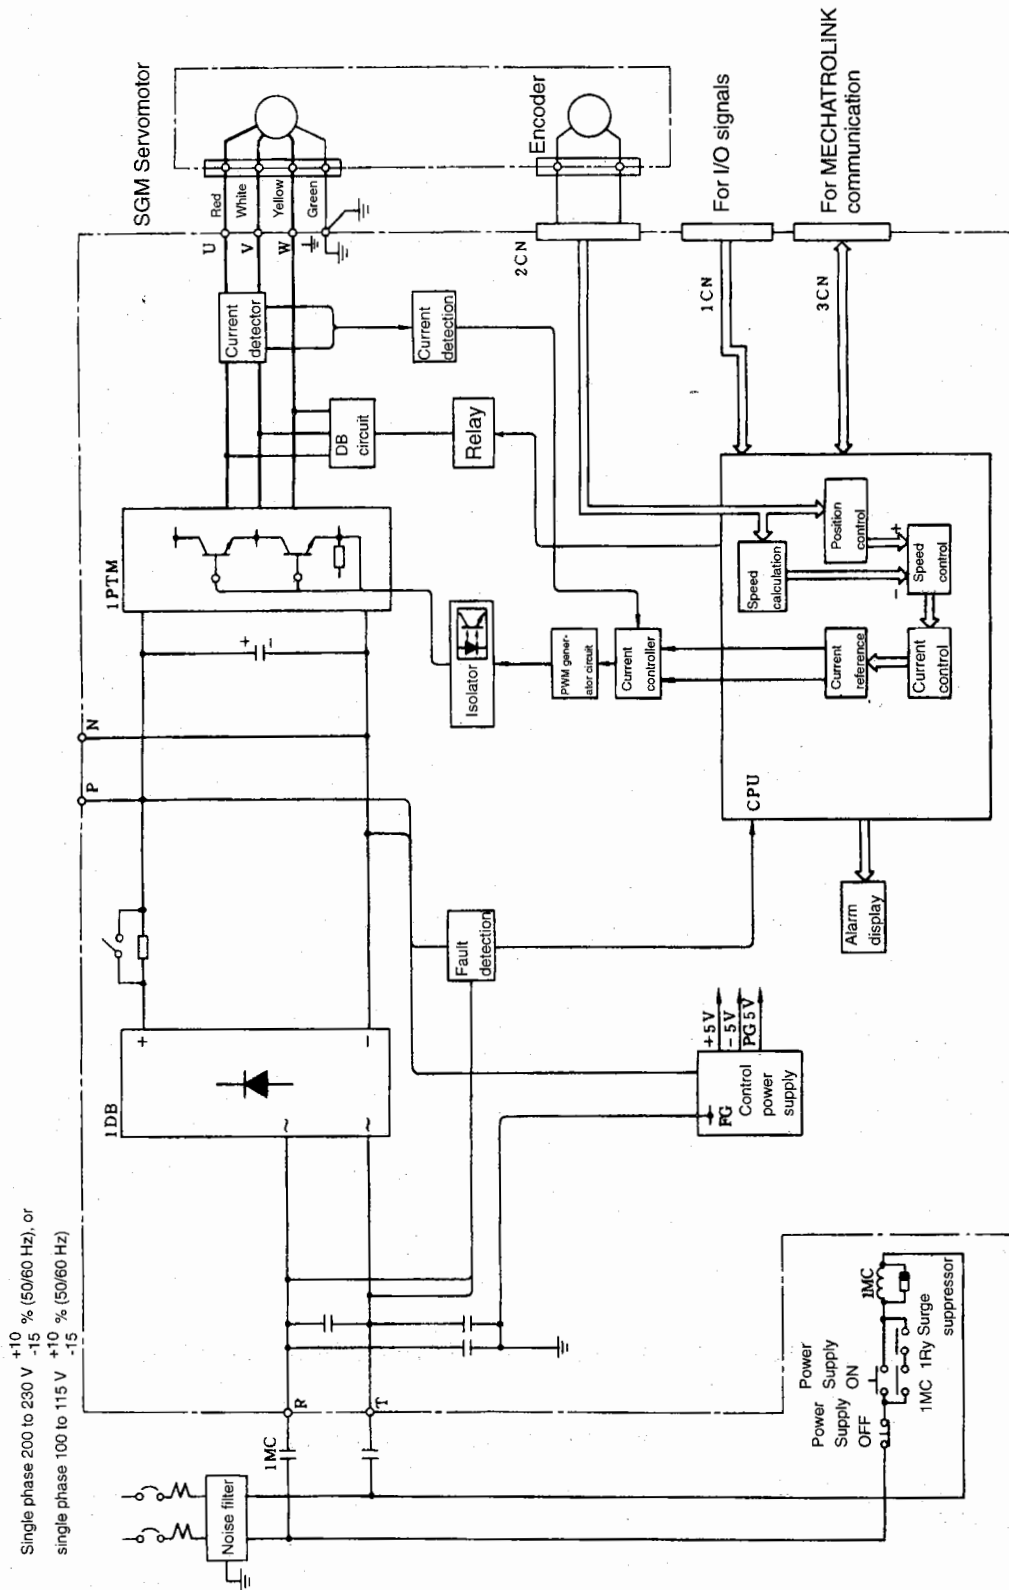 Single phase 200 to 230 V +10 -15 % (50/60 Hz), or
single phase 100 to 115 V +10 -15 % (50/60 Hz)
Noise filter
1MC
R
T
Power
Supply
OFF
Power
Supply
ON
1MC
1Ry
Surge
suppressor
1MC
1DB
~
~
+
-
P
N
+
-
1PTM
Fault
detection
FG
Control
power
supply
+5V
-5V
PG5V
Isolator
PWM gener-
ator circuit
Current
controller
DB
circuit
Relay
Current
detector
Current
detection
U
V
W
Red
White
Yellow
Green
SGM Servomotor
Encoder
2CN
1CN
For I/O signals
3CN
For MECHATROLINK
communication
CPU
Speed
calculation
Position
control
+
-
Speed
control
Current
control
Current
reference
Alarm
display